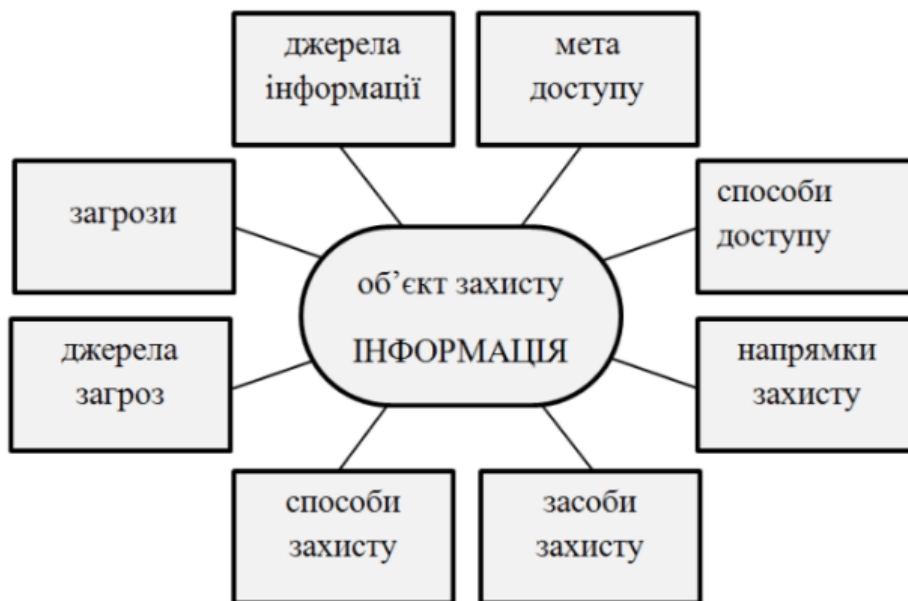 джерела
інформації
мета
доступу
загрози
способи
доступу
об’єкт захисту
ІНФОРМАЦІЯ
джерела
загроз
напрямки
захисту
способи
захисту
засоби
захисту